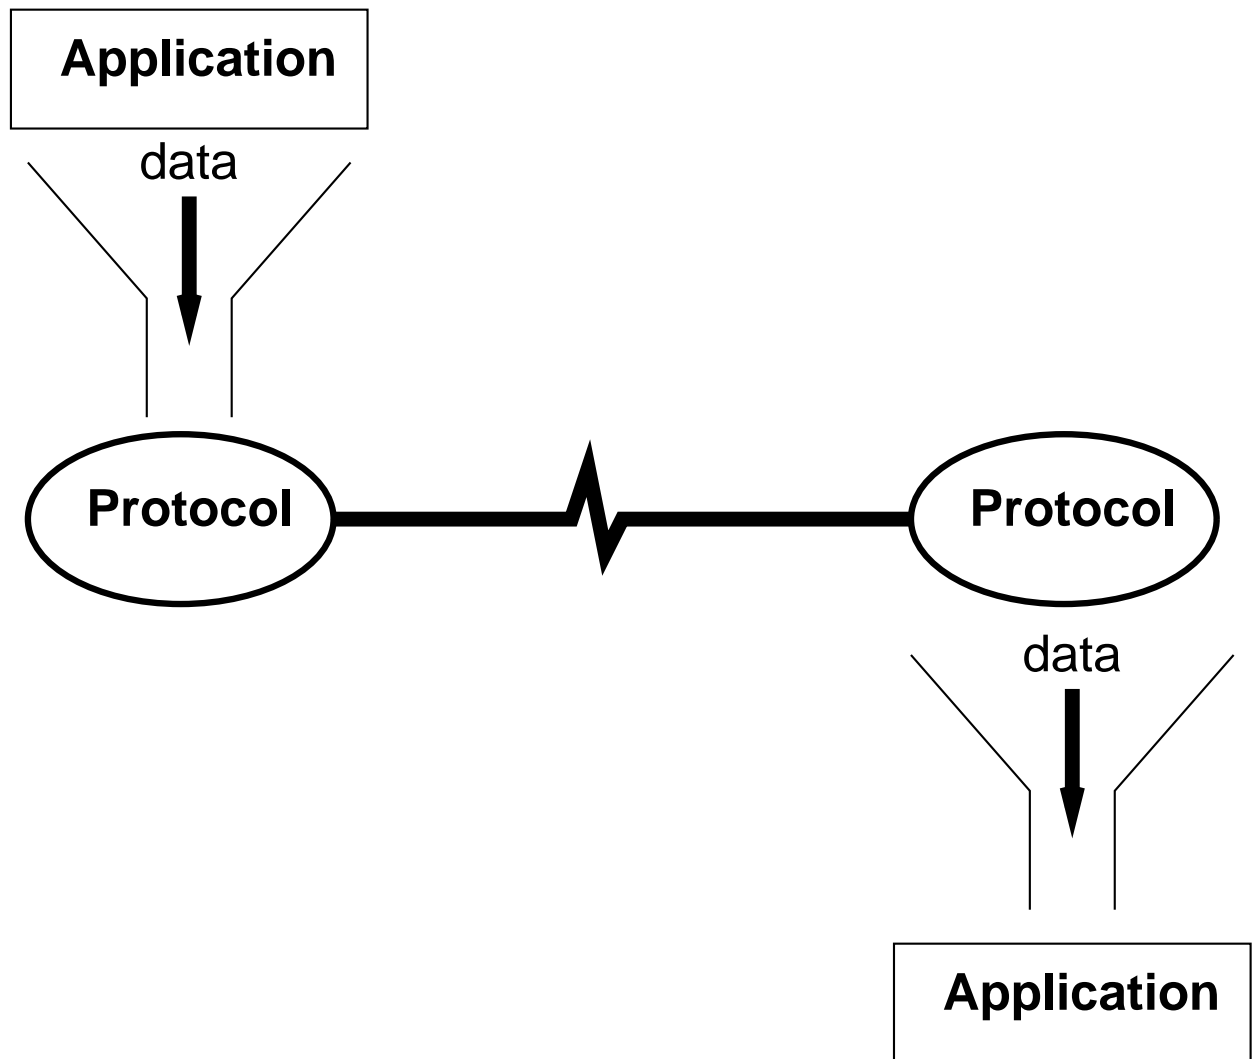 Application
data
Protocol
Protocol
data
Application